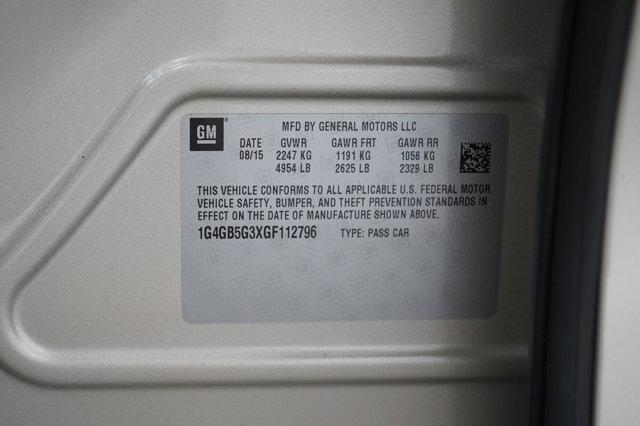 GM
MFD BY GENERAL MOTORS LLC
DATE GVWR GAWR FRT GAWR RR
08/15 2247 KG 1191 KG 1056 KG
4954 LB 2625 LB 2329 LB
THIS VEHICLE CONFORMS TO ALL APPLICABLE U.S. FEDERAL MOTOR
VEHICLE SAFETY, BUMPER, AND THEFT PREVENTION STANDARDS IN
EFFECT ON THE DATE OF MANUFACTURE SHOWN ABOVE.
1G4GB5G3XGF112796 TYPE: PASS CAR